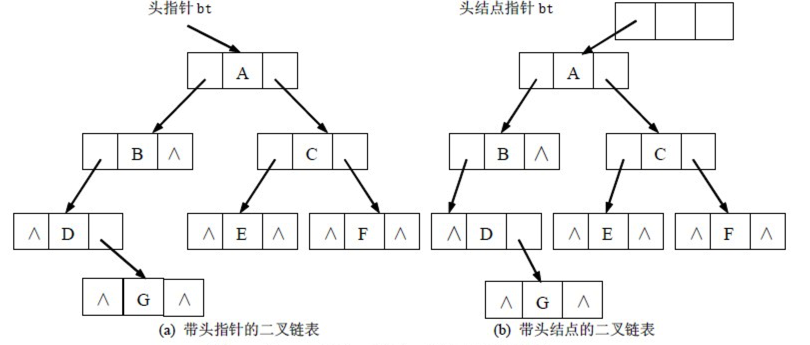 头指针 bt
头结点指针 bt
A
A
B ∧
C
B ∧
C
∧ D
∧ E ∧
∧ F ∧
∧ D
∧ E ∧
∧ F ∧
∧ G ∧
∧ G ∧
(a) 带头指针的二叉链表
(b) 带头结点的二叉链表